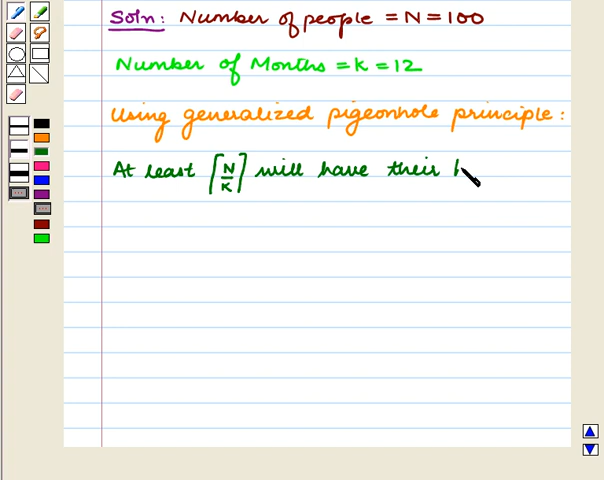 Soln: Number of people = N = 100
Number of Months = k = 12
Using generalized pigeonhole principle:
At least ⌈N/K⌉ will have their